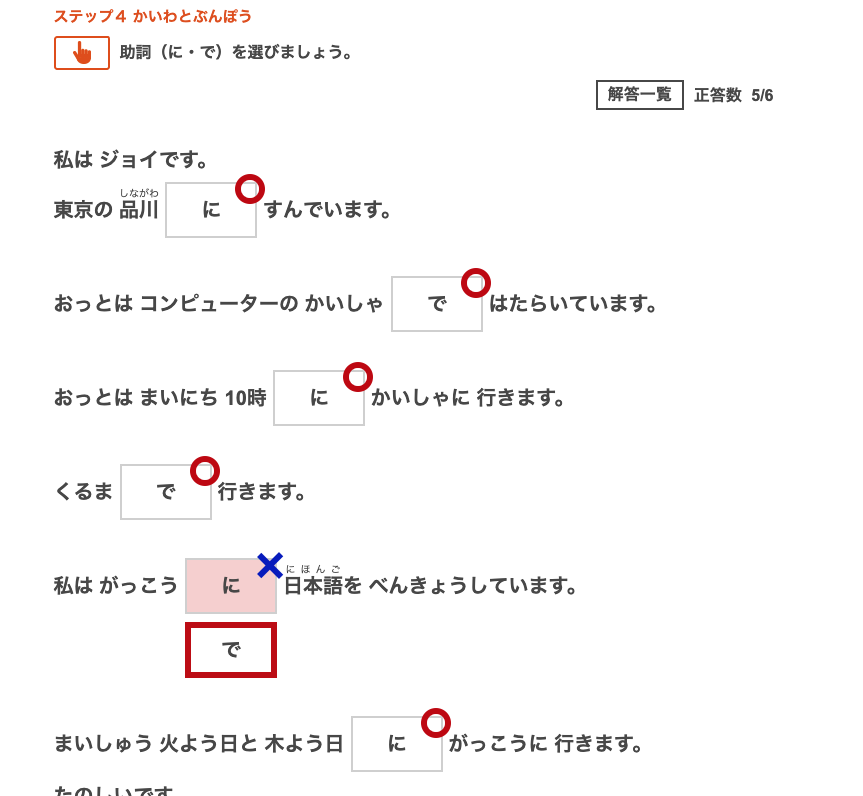 ステップ4 かいわとぶんぽう
助詞（に・で）を選びましょう。
解答一覧 正答数 5/6
私は ジョイです。
しながわ
東京の 品川 に すんでいます。
おっとは コンピューターの かいしゃ で はたらいています。
おっとは まいにち 10時 に かいしゃに 行きます。
くるま で 行きます。
にほんご
私は がっこう に 日本語を べんきょうしています。
で
まいしゅう 火よう日と 木よう日 に がっこうに 行きます。
たのしいです